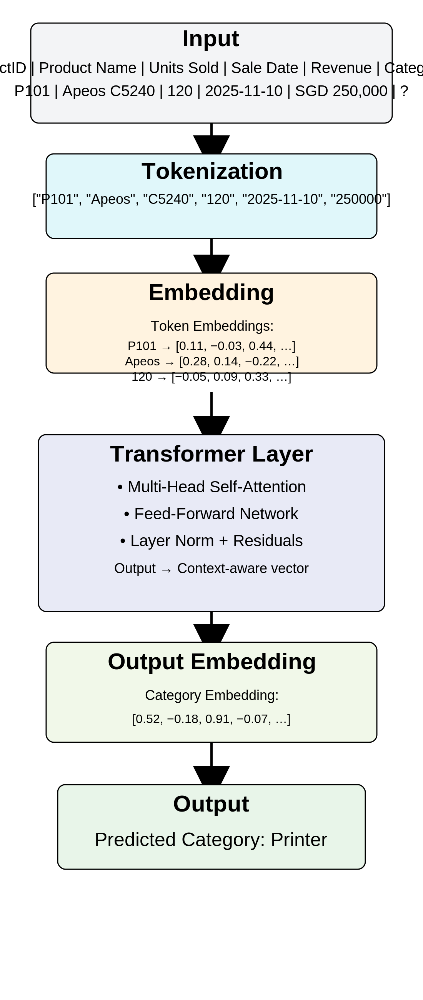 Input
ctID | Product Name | Units Sold | Sale Date | Revenue | Categ
P101 | Apeos C5240 | 120 | 2025-11-10 | SGD 250,000 | ?
Tokenization
["P101", "Apeos", "C5240", "120", "2025-11-10", "250000"]
Embedding
Token Embeddings:
P101 → [0.11, −0.03, 0.44, …]
Apeos → [0.28, 0.14, −0.22, …]
120 → [−0.05, 0.09, 0.33, …]
Transformer Layer
• Multi-Head Self-Attention
• Feed-Forward Network
• Layer Norm + Residuals
Output → Context-aware vector
Output Embedding
Category Embedding:
[0.52, −0.18, 0.91, −0.07, …]
Output
Predicted Category: Printer